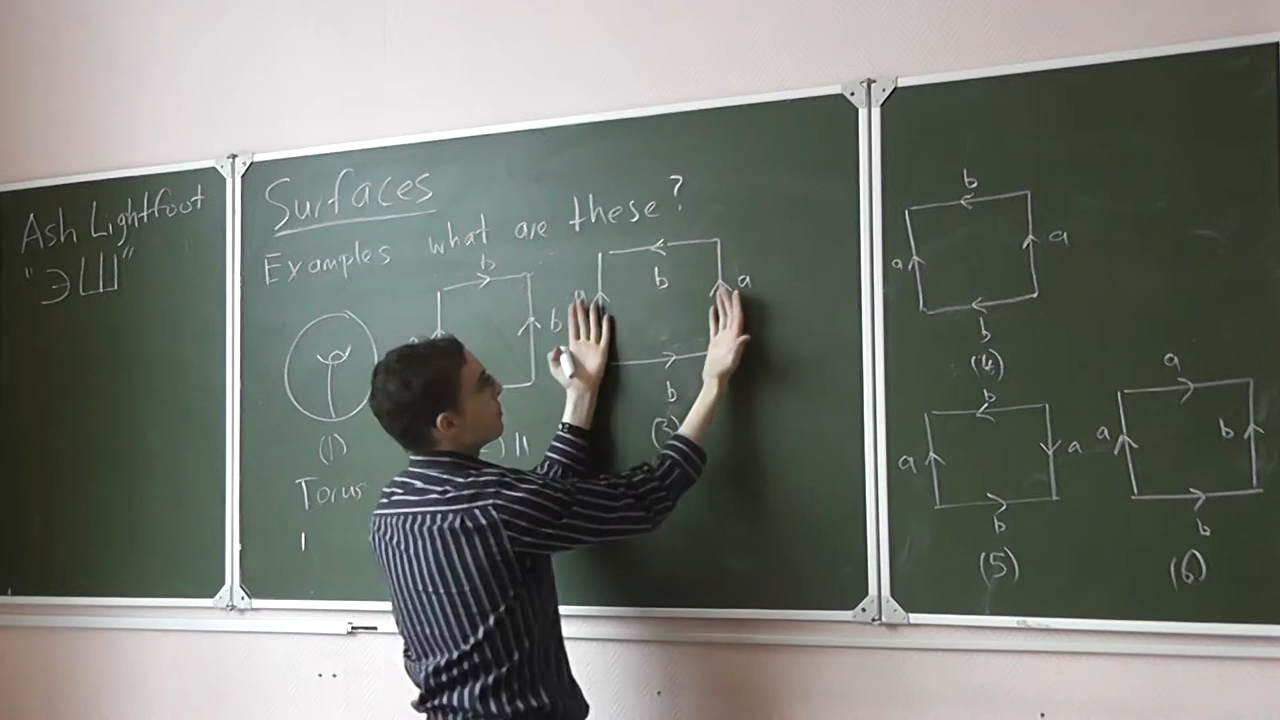 Ash Lightfoot
"ЭШ"
Surfaces
Examples what are these?
(1)
Torus
b
b
a
b
a
b
b
a
a
b
(4)
b
a
a
b
(5)
a
a
b
b
(6)